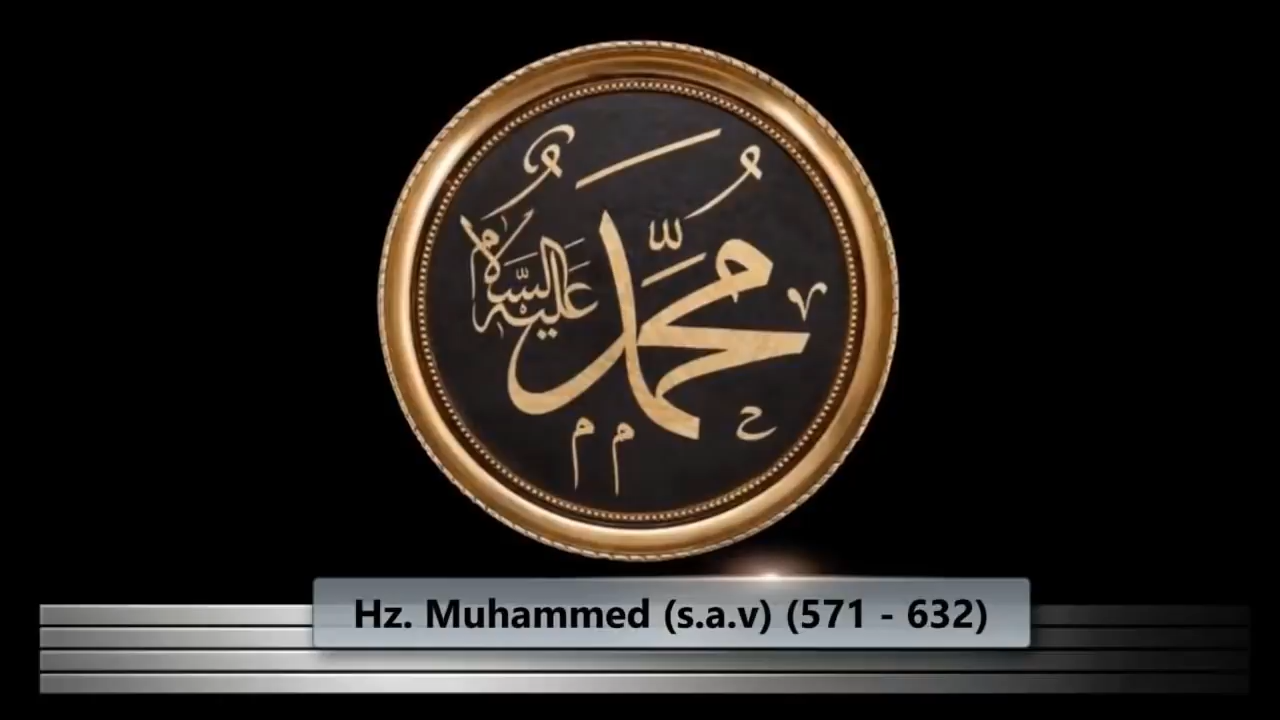 محمد
عليه السلام
Hz. Muhammed (s.a.v) (571 - 632)